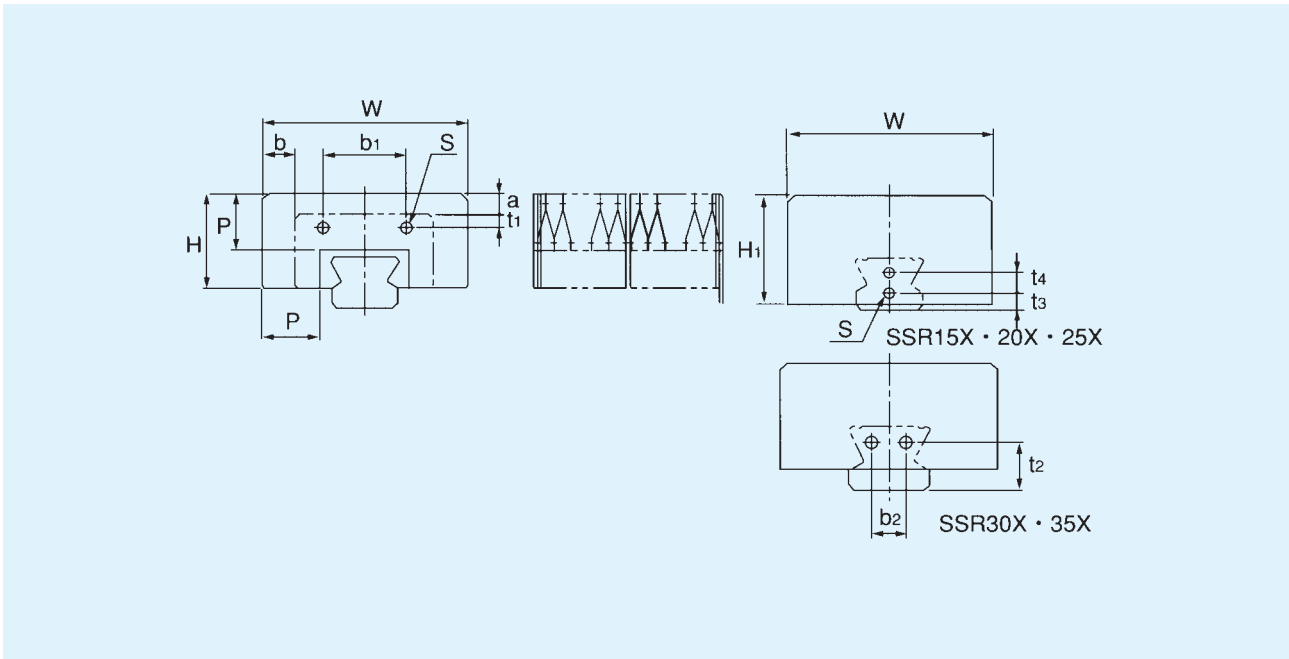 W
b
b1
S
H
P
a
t1
P
W
H1
t4
t3
S
SSR15X・20X・25X
t2
b2
SSR30X・35X